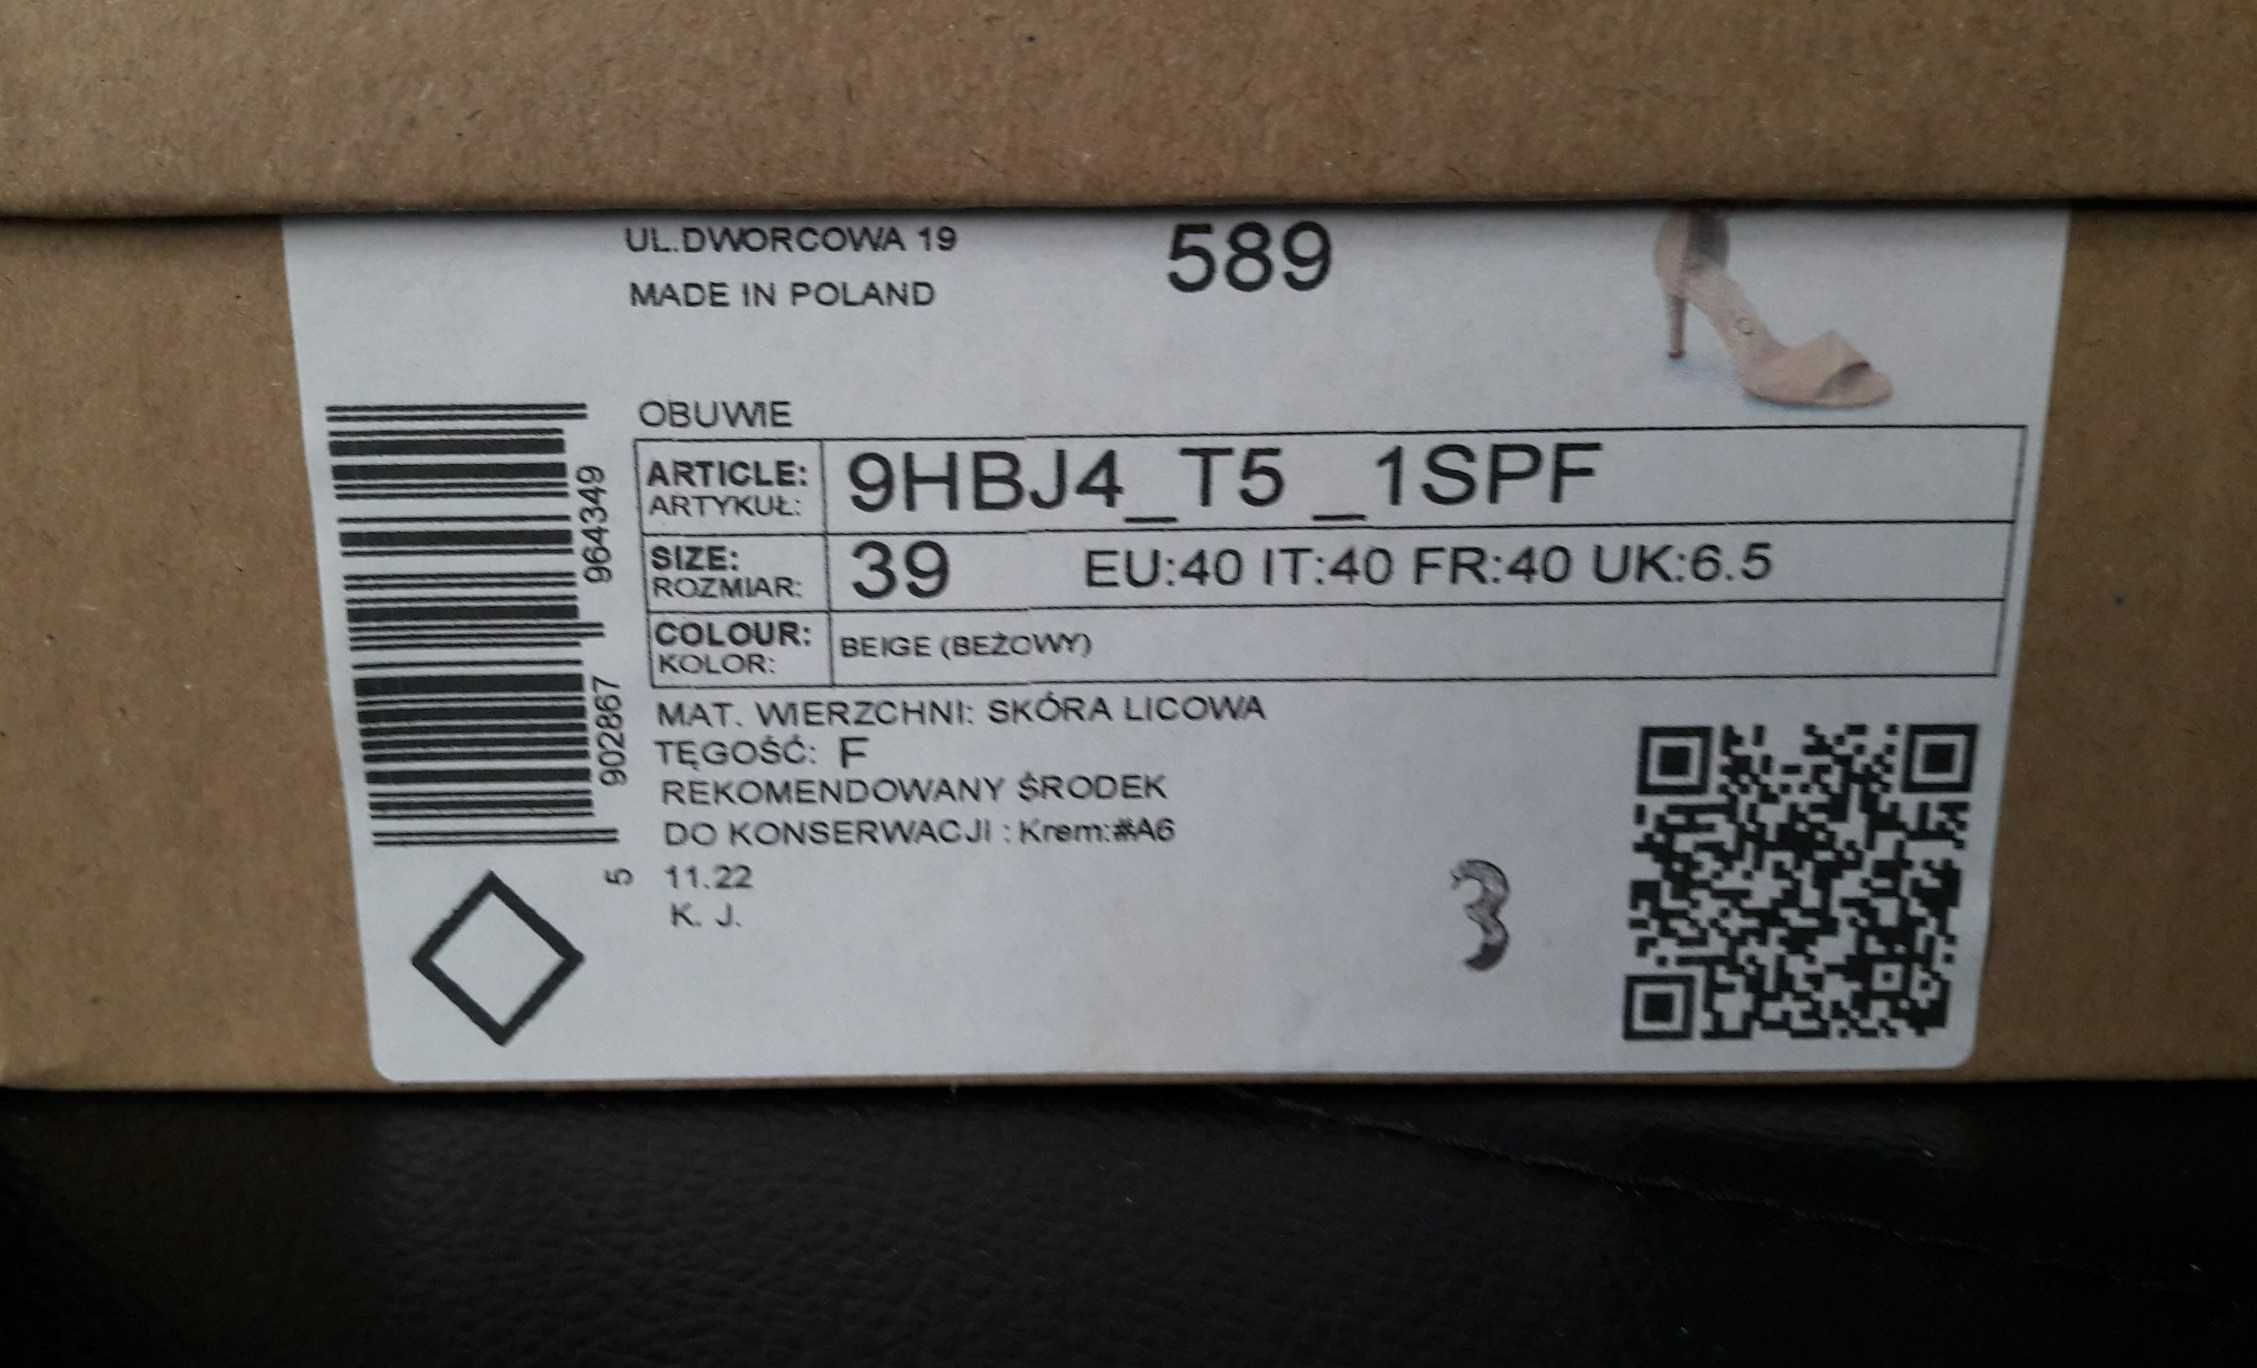 UL.DWORCOWA 19
589
MADE IN POLAND
OBUWIE
ARTICLE: 9HBJ4_T5 _1SPF
ARTYKUŁ:
SIZE: 39 EU:40 IT:40 FR:40 UK:6.5
ROZMIAR:
COLOUR: BEIGE (BEŻOWY)
KOLOR:
MAT. WIERZCHNI: SKÓRA LICOWA
TĘGOŚĆ: F
REKOMENDOWANY ŚRODEK
DO KONSERWACJI : Krem:#A6
11.22
K. J.
3
5 902867 964349